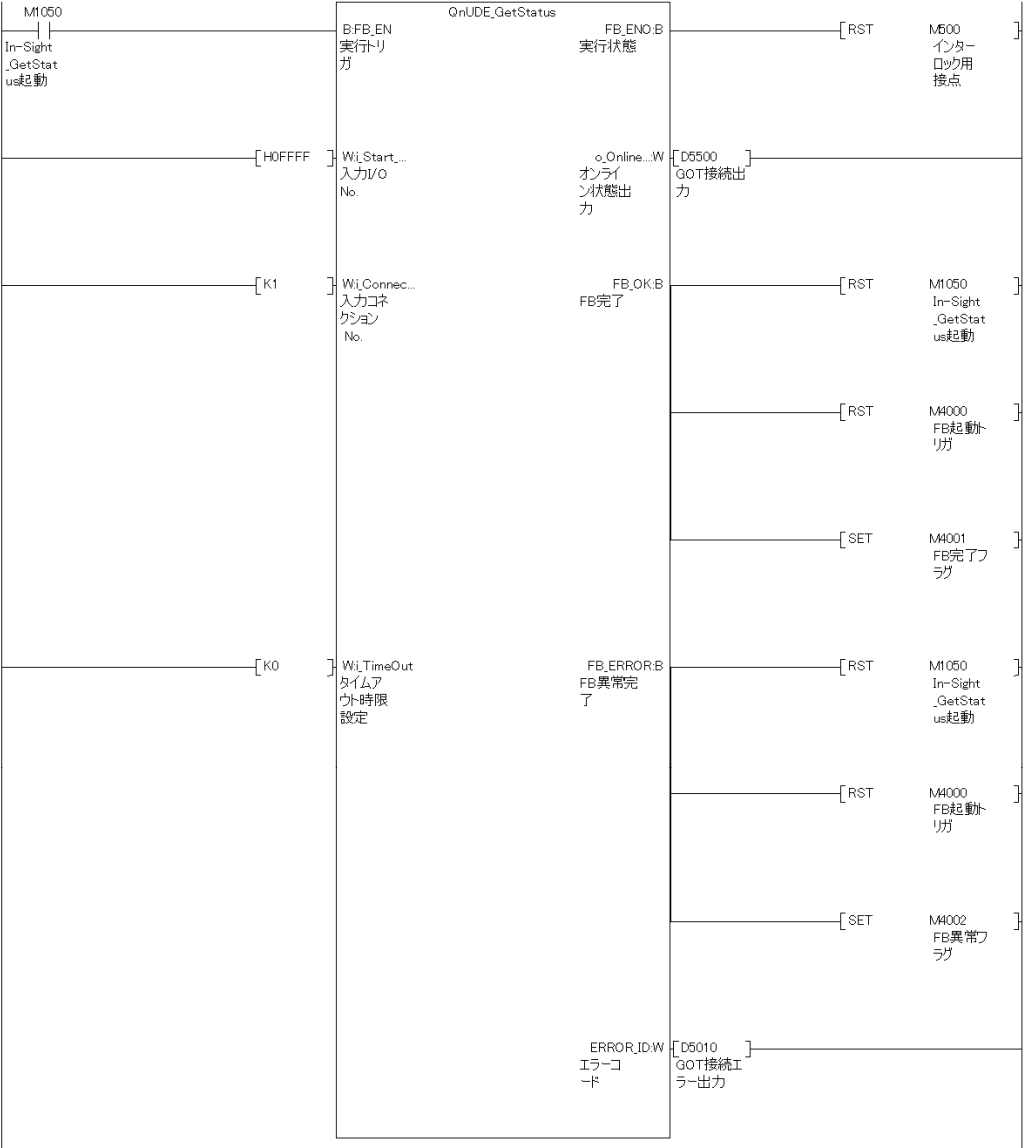 M1050
In-Sight
_GetStat
us起動
QnUDE_GetStatus
B:FB_EN
実行トリ
ガ
FB_ENO:B
実行状態
RST M500
インター
ロック用
接点
H0FFFF
W:i_Start_...
入力I/O
No.
o_Online...:W
オンライ
ン状態出
力
D5500
GOT接続出
力
K1
W:i_Connec...
入力コネ
クション
No.
FB_OK:B
FB完了
RST M1050
In-Sight
_GetStat
us起動
RST M4000
FB起動ト
リガ
SET M4001
FB完了フ
ラグ
K0
W:i_TimeOut
タイムア
ウト時限
設定
FB_ERROR:B
FB異常完
了
RST M1050
In-Sight
_GetStat
us起動
RST M4000
FB起動ト
リガ
SET M4002
FB異常フ
ラグ
ERROR_ID:W
エラーコ
ード
D5010
GOT接続エ
ラー出力